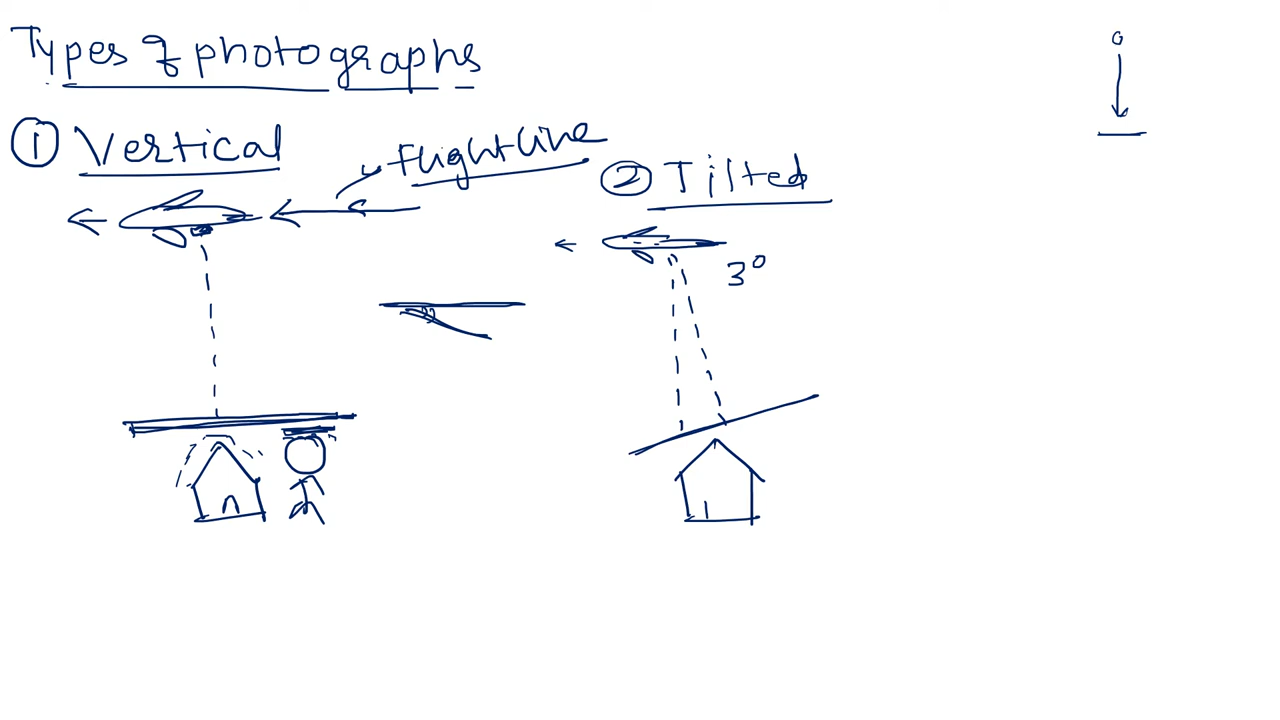 Types of photographs
① Vertical
Flight line
② Tilted
3°